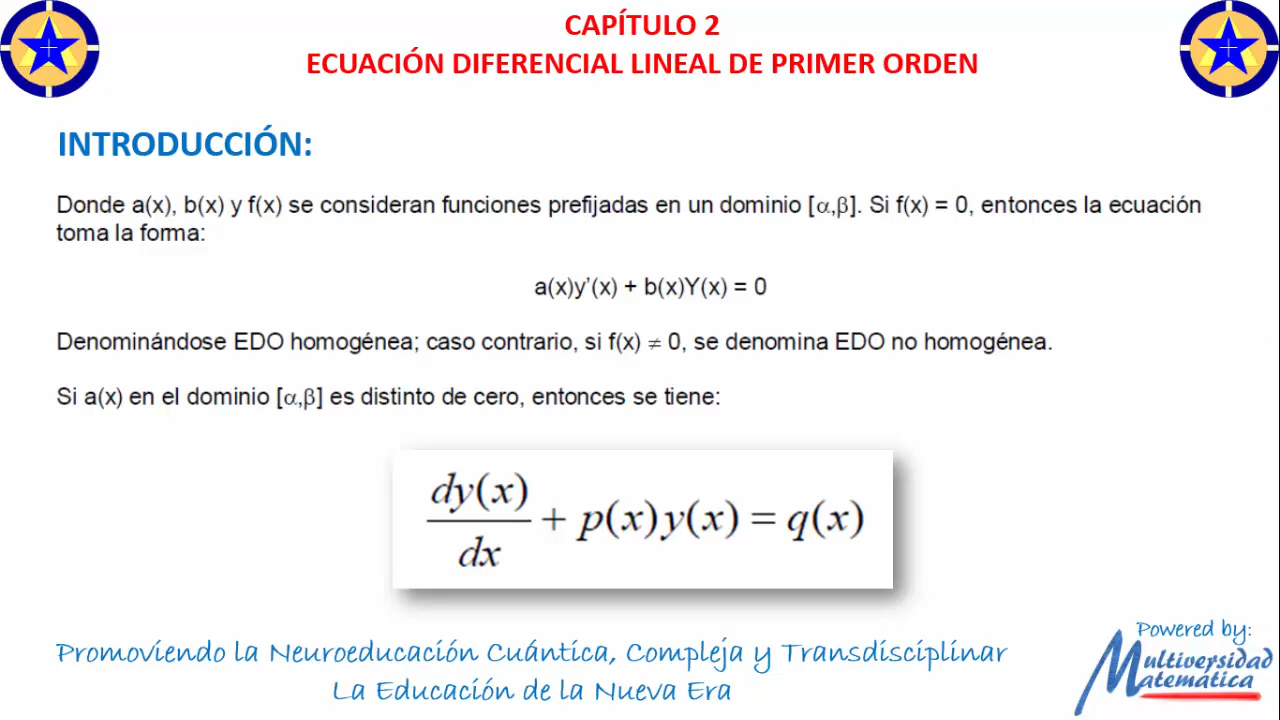 CAPÍTULO 2
ECUACIÓN DIFERENCIAL LINEAL DE PRIMER ORDEN
INTRODUCCIÓN:
Donde a(x), b(x) y f(x) se consideran funciones prefijadas en un dominio [α,β]. Si f(x) = 0, entonces la ecuación
toma la forma:
a(x)y'(x) + b(x)Y(x) = 0
Denominándose EDO homogénea; caso contrario, si f(x) ≠ 0, se denomina EDO no homogénea.
Si a(x) en el dominio [α,β] es distinto de cero, entonces se tiene:
dy(x)/dx + p(x)y(x) = q(x)
Promoviendo la Neuroeducación Cuántica, Compleja y Transdisciplinar
La Educación de la Nueva Era
Powered by:
Multiversidad
Matemática